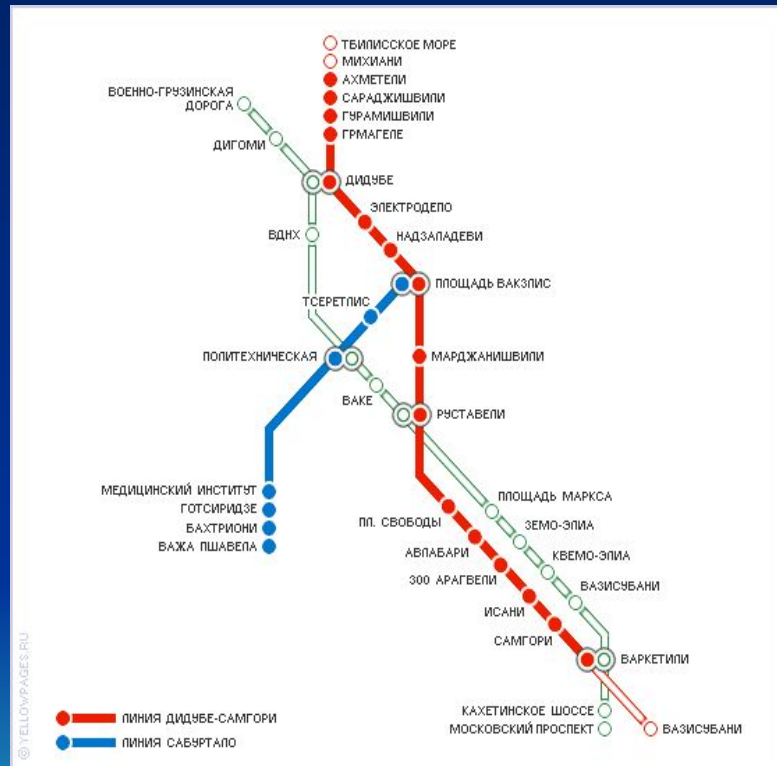 ТБИЛИССКОЕ МОРЕ
МИХИАНИ
АХМЕТЕЛИ
САРАДЖИШВИЛИ
ГУРАМИШВИЛИ
ГРМАГЕЛЕ
ВОЕННО-ГРУЗИНСКАЯ
ДОРОГА
ДИГОМИ
ДИДУБЕ
ЭЛЕКТРОДЕПО
НАДЗАЛАДЕВИ
ВДНХ
ПЛОЩАДЬ ВАКЗЛИС
ТСЕРЕТЛИС
ПОЛИТЕХНИЧЕСКАЯ
МАРДЖАНИШВИЛИ
ВАКЕ
РУСТАВЕЛИ
МЕДИЦИНСКИЙ ИНСТИТУТ
ГОТСИРИДЗЕ
БАХТРИОНИ
ВАЖА ПШАВЕЛА
ПЛОЩАДЬ МАРКСА
ПЛ. СВОБОДЫ
ЗЕМО-ЭЛИА
АВЛАБАРИ
КВЕМО-ЭЛИА
300 АРАГВЕЛИ
ВАЗИСУБАНИ
ИСАНИ
САМГОРИ
ВАРКЕТИЛИ
КАХЕТИНСКОЕ ШОССЕ
МОСКОВСКИЙ ПРОСПЕКТ
ВАЗИСУБАНИ
ЛИНИЯ ДИДУБЕ-САМГОРИ
ЛИНИЯ САБУРТАЛО
© YELLOWPAGES.RU